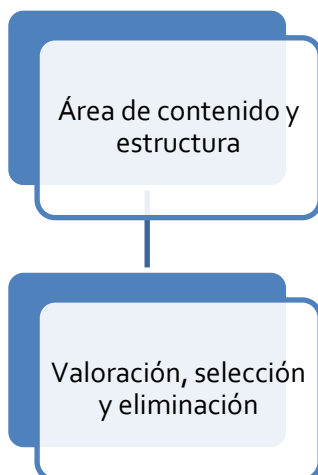 Área de contenido y
estructura
Valoración, selección
y eliminación